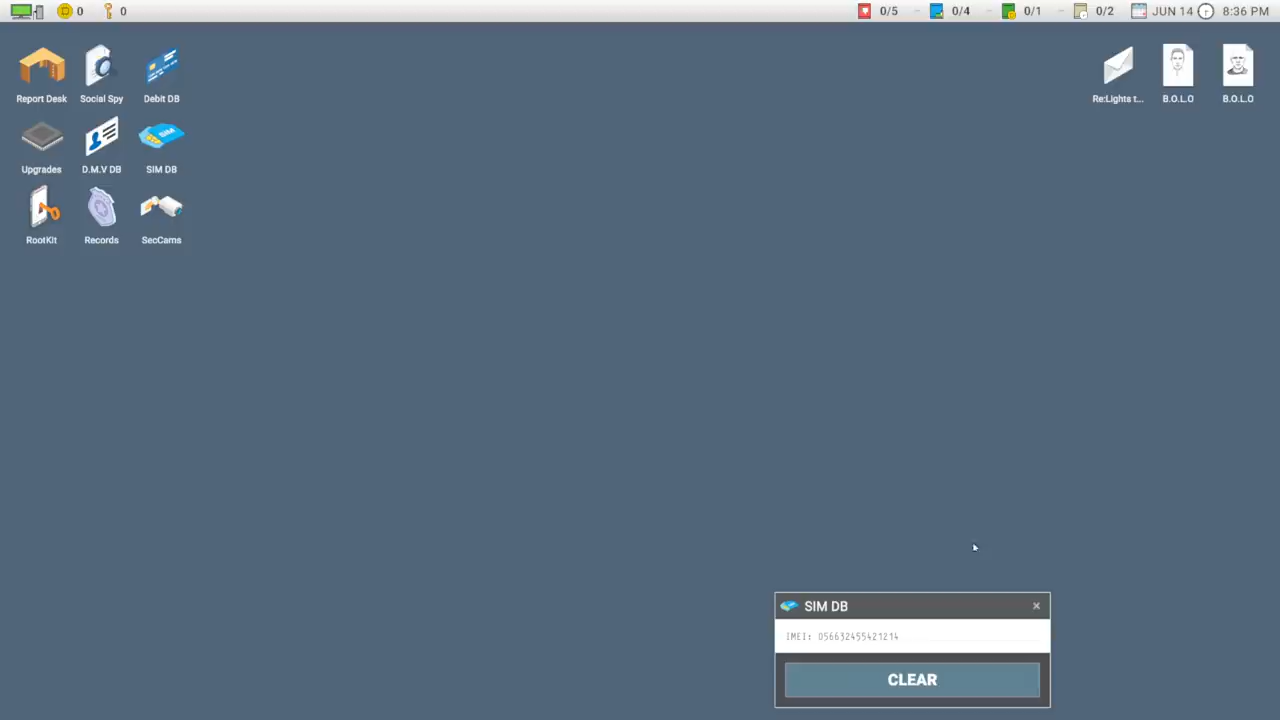 0 0 0/5 0/4 0/1 0/2 JUN 14 8:36 PM
Report Desk Social Spy Debit DB Re:Lights t... B.O.L.O B.O.L.O
Upgrades D.M.V DB SIM
SIM DB
RootKit Records SecCams
SIM DB ×
IMEI: 056632455421214
CLEAR